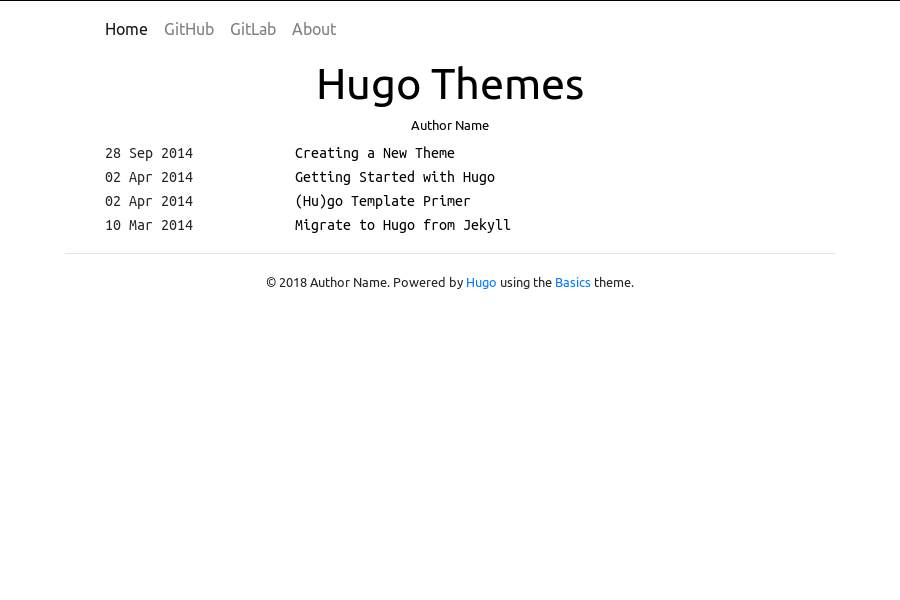 Home GitHub GitLab About
Hugo Themes
Author Name
28 Sep 2014 Creating a New Theme
02 Apr 2014 Getting Started with Hugo
02 Apr 2014 (Hu)go Template Primer
10 Mar 2014 Migrate to Hugo from Jekyll
© 2018 Author Name. Powered by Hugo using the Basics theme.